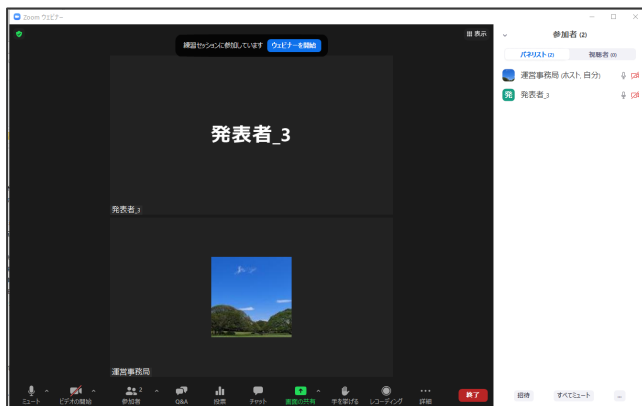 Zoom ウェビナー
練習セッションに参加しています ウェビナーを開始
表示
発表者_3
発表者_3
運営事務局
ミュート
ビデオの開始
2
参加者
Q&A
投票
チャット
画面の共有
手を挙げる
レコーディング
詳細
終了
参加者 (2)
パネリスト (2) 視聴者 (0)
運営事務局 (ホスト, 自分)
発 発表者_3
招待 すべてミュート ...